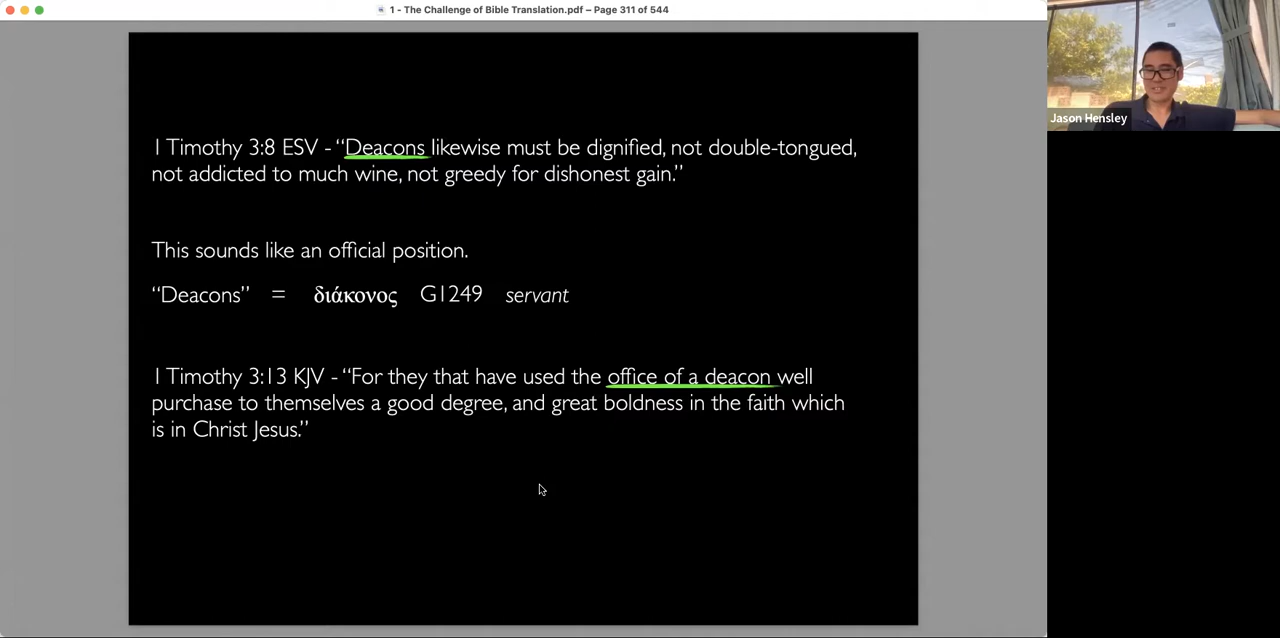 1 - The Challenge of Bible Translation.pdf – Page 311 of 544
Jason Hensley
1 Timothy 3:8 ESV - “Deacons likewise must be dignified, not double-tongued,
not addicted to much wine, not greedy for dishonest gain.”
This sounds like an official position.
“Deacons” = διάκονος G1249 servant
1 Timothy 3:13 KJV - “For they that have used the office of a deacon well
purchase to themselves a good degree, and great boldness in the faith which
is in Christ Jesus.”